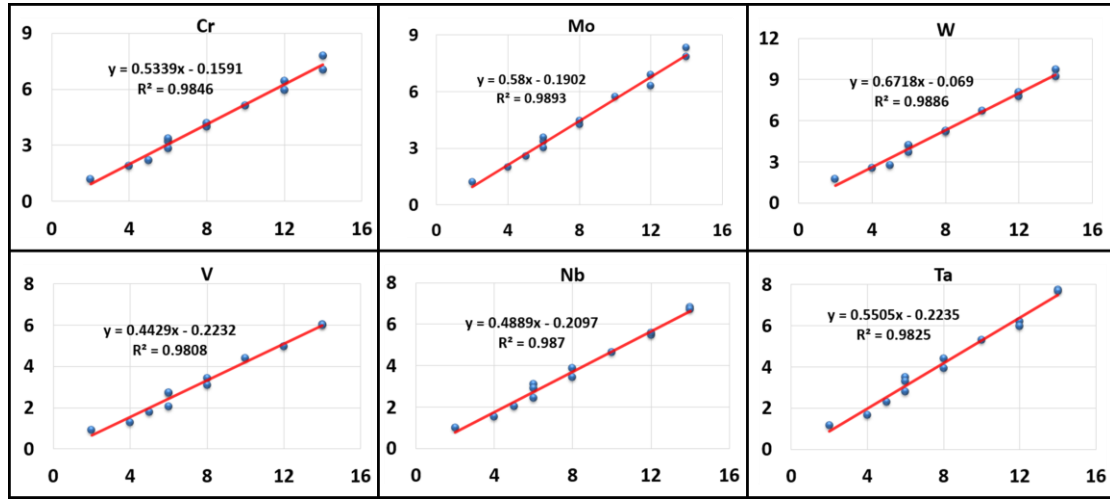 Cr
9
y = 0.5339x - 0.1591
R² = 0.9846
6
3
0
0 4 8 12 16
Mo
9
y = 0.58x - 0.1902
R² = 0.9893
6
3
0
0 4 8 12 16
W
12
y = 0.6718x - 0.069
R² = 0.9886
9
6
3
0
0 4 8 12 16
V
8
y = 0.4429x - 0.2232
R² = 0.9808
6
4
2
0
0 4 8 12 16
Nb
8
y = 0.4889x - 0.2097
R² = 0.987
6
4
2
0
0 4 8 12 16
Ta
8
y = 0.5505x - 0.2235
R² = 0.9825
6
4
2
0
0 4 8 12 16